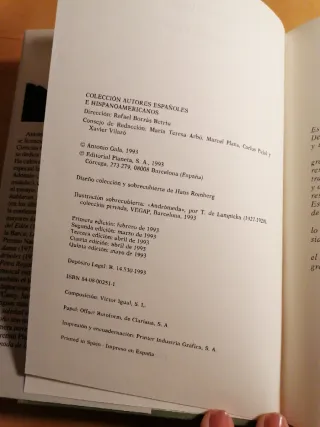 COLECCIÓN AUTORES ESPAÑOLES
E HISPANOAMERICANOS
Dirección: Rafael Borràs Betriu
Consejo de Redacción: María Teresa Arbó, Marcel Plans, Carlos Pujol y
Xavier Vilaró
© Antonio Gala, 1993
© Editorial Planeta, S. A., 1993
Córcega, 273-279, 08008 Barcelona (España)
Diseño colección y sobrecubierta de Hans Romberg
Ilustración sobrecubierta: «Andrómeda», por T. de Lempicka (1927-1928),
colección privada, VEGAP, Barcelona, 1993
Primera edición: febrero de 1993
Segunda edición: marzo de 1993
Tercera edición: abril de 1993
Cuarta edición: abril de 1993
Quinta edición: mayo de 1993
Depósito Legal: B. 14.530-1993
ISBN 84-08-00251-1
Composición: Víctor Igual, S. L.
Papel: Offset Rotoform, de Clariana, S. A.
Impresión y encuadernación: Printer Industria Gráfica, S. A.
Printed in Spain - Impreso en España